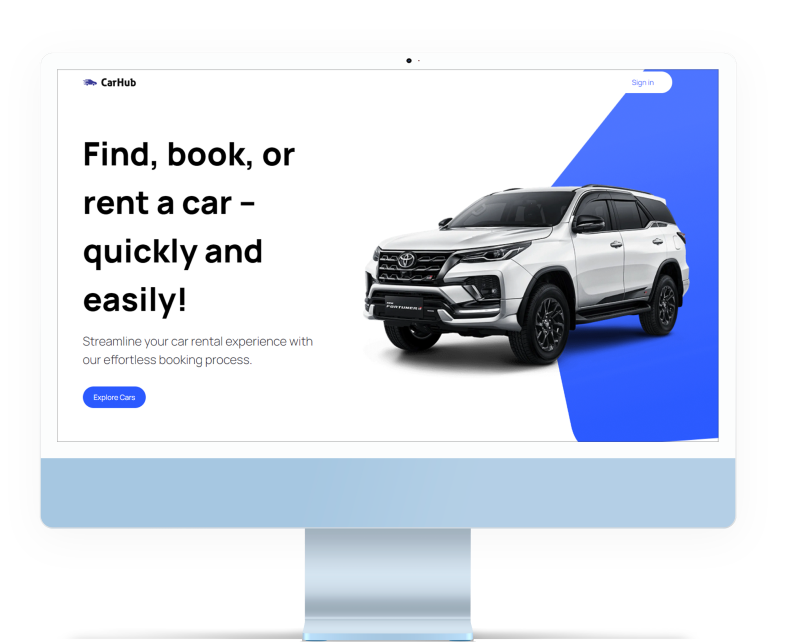 CarHub
Sign in
Find, book, or
rent a car –
quickly and
easily!
Streamline your car rental experience with
our effortless booking process.
Explore Cars
FORTUNER